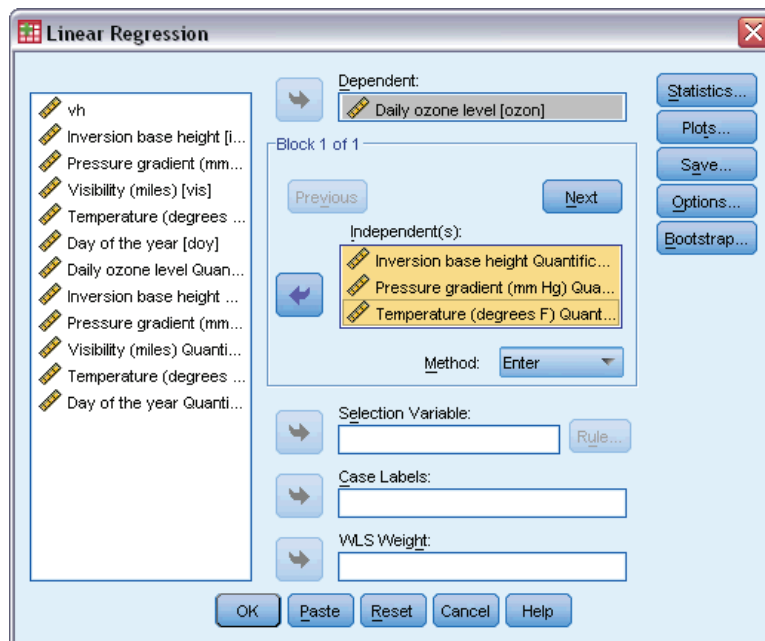 Linear Regression
vh
Inversion base height [i...
Pressure gradient (mm...
Visibility (miles) [vis]
Temperature (degrees ...
Day of the year [doy]
Daily ozone level Quan...
Inversion base height ...
Pressure gradient (mm...
Visibility (miles) Quanti...
Temperature (degrees ...
Day of the year Quanti...
Dependent:
Daily ozone level [ozon]
Block 1 of 1
Previous
Next
Independent(s):
Inversion base height Quantific...
Pressure gradient (mm Hg) Qua...
Temperature (degrees F) Quant...
Method:
Enter
Selection Variable:
Rule...
Case Labels:
WLS Weight:
Statistics...
Plots...
Save...
Options...
Bootstrap...
OK
Paste
Reset
Cancel
Help